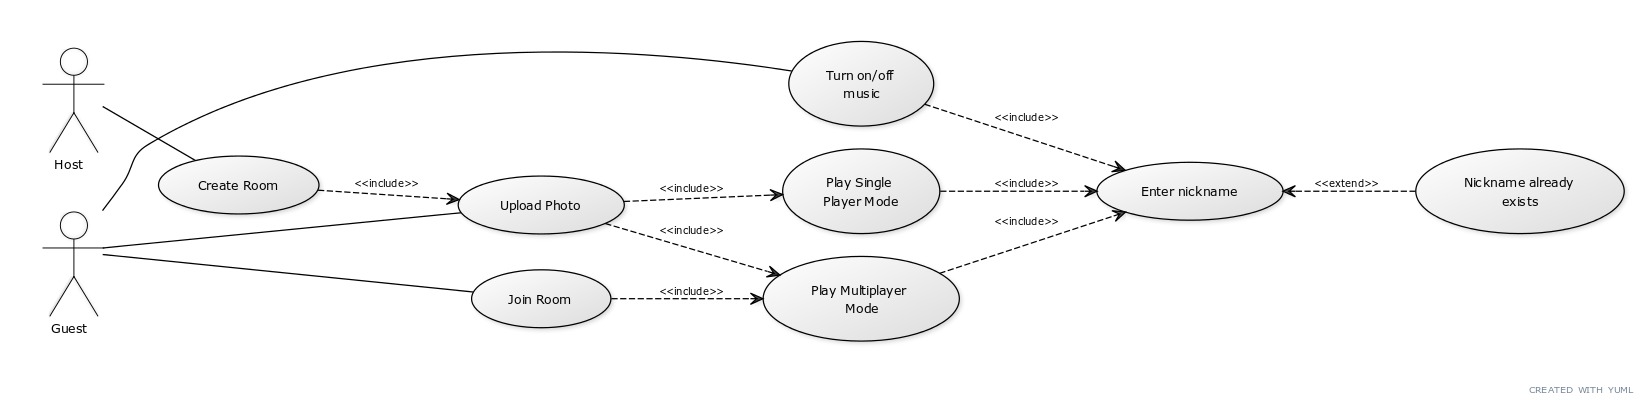 Host
Guest
Create Room
<<include>>
Upload Photo
Join Room
<<include>>
<<include>>
<<include>>
Turn on/off
music
Play Single
Player Mode
Play Multiplayer
Mode
<<include>>
<<include>>
<<include>>
Enter nickname
<<extend>>
Nickname already
exists
CREATED WITH YUML